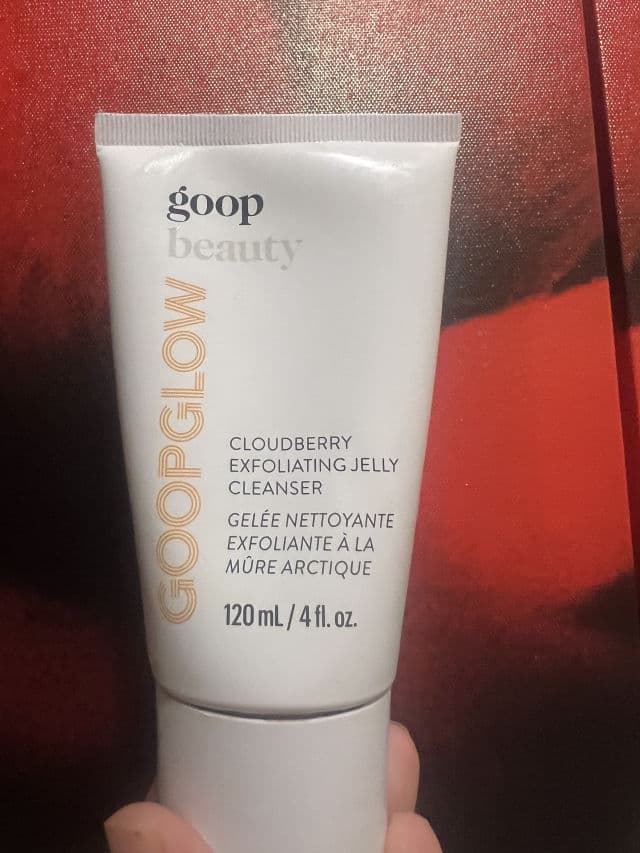 goop
beauty
GOOPGLOW
CLOUDBERRY
EXFOLIATING JELLY
CLEANSER
GELÉE NETTOYANTE
EXFOLIANTE À LA
MÛRE ARCTIQUE
120 mL / 4 fl. oz.